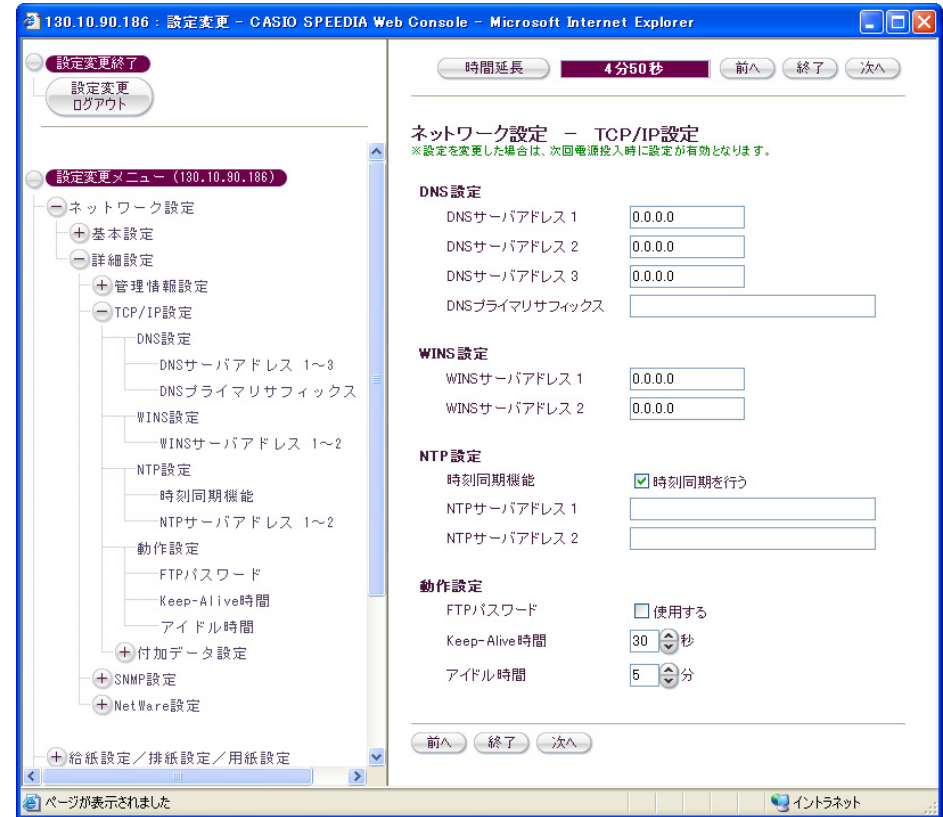 130.10.90.186 : 設定変更 - CASIO SPEEDIA Web Console - Microsoft Internet Explorer
設定変更終了
設定変更
ログアウト
設定変更メニュー (130.10.90.186)
ネットワーク設定
基本設定
詳細設定
管理情報設定
TCP/IP設定
DNS設定
DNSサーバアドレス 1～3
DNSプライマリサフィックス
WINS設定
WINSサーバアドレス 1～2
NTP設定
時刻同期機能
NTPサーバアドレス 1～2
動作設定
FTPパスワード
Keep-Alive時間
アイドル時間
付加データ設定
SNMP設定
NetWare設定
給紙設定／排紙設定／用紙設定
時間延長 4分50秒 前へ 終了 次へ
ネットワーク設定 － TCP/IP設定
※設定を変更した場合は、次回電源投入時に設定が有効となります。
DNS設定
DNSサーバアドレス 1 0.0.0.0
DNSサーバアドレス 2 0.0.0.0
DNSサーバアドレス 3 0.0.0.0
DNSプライマリサフィックス
WINS設定
WINSサーバアドレス 1 0.0.0.0
WINSサーバアドレス 2 0.0.0.0
NTP設定
時刻同期機能 時刻同期を行う
NTPサーバアドレス 1
NTPサーバアドレス 2
動作設定
FTPパスワード 使用する
Keep-Alive時間 30 秒
アイドル時間 5 分
前へ 終了 次へ
ページが表示されました イントラネット